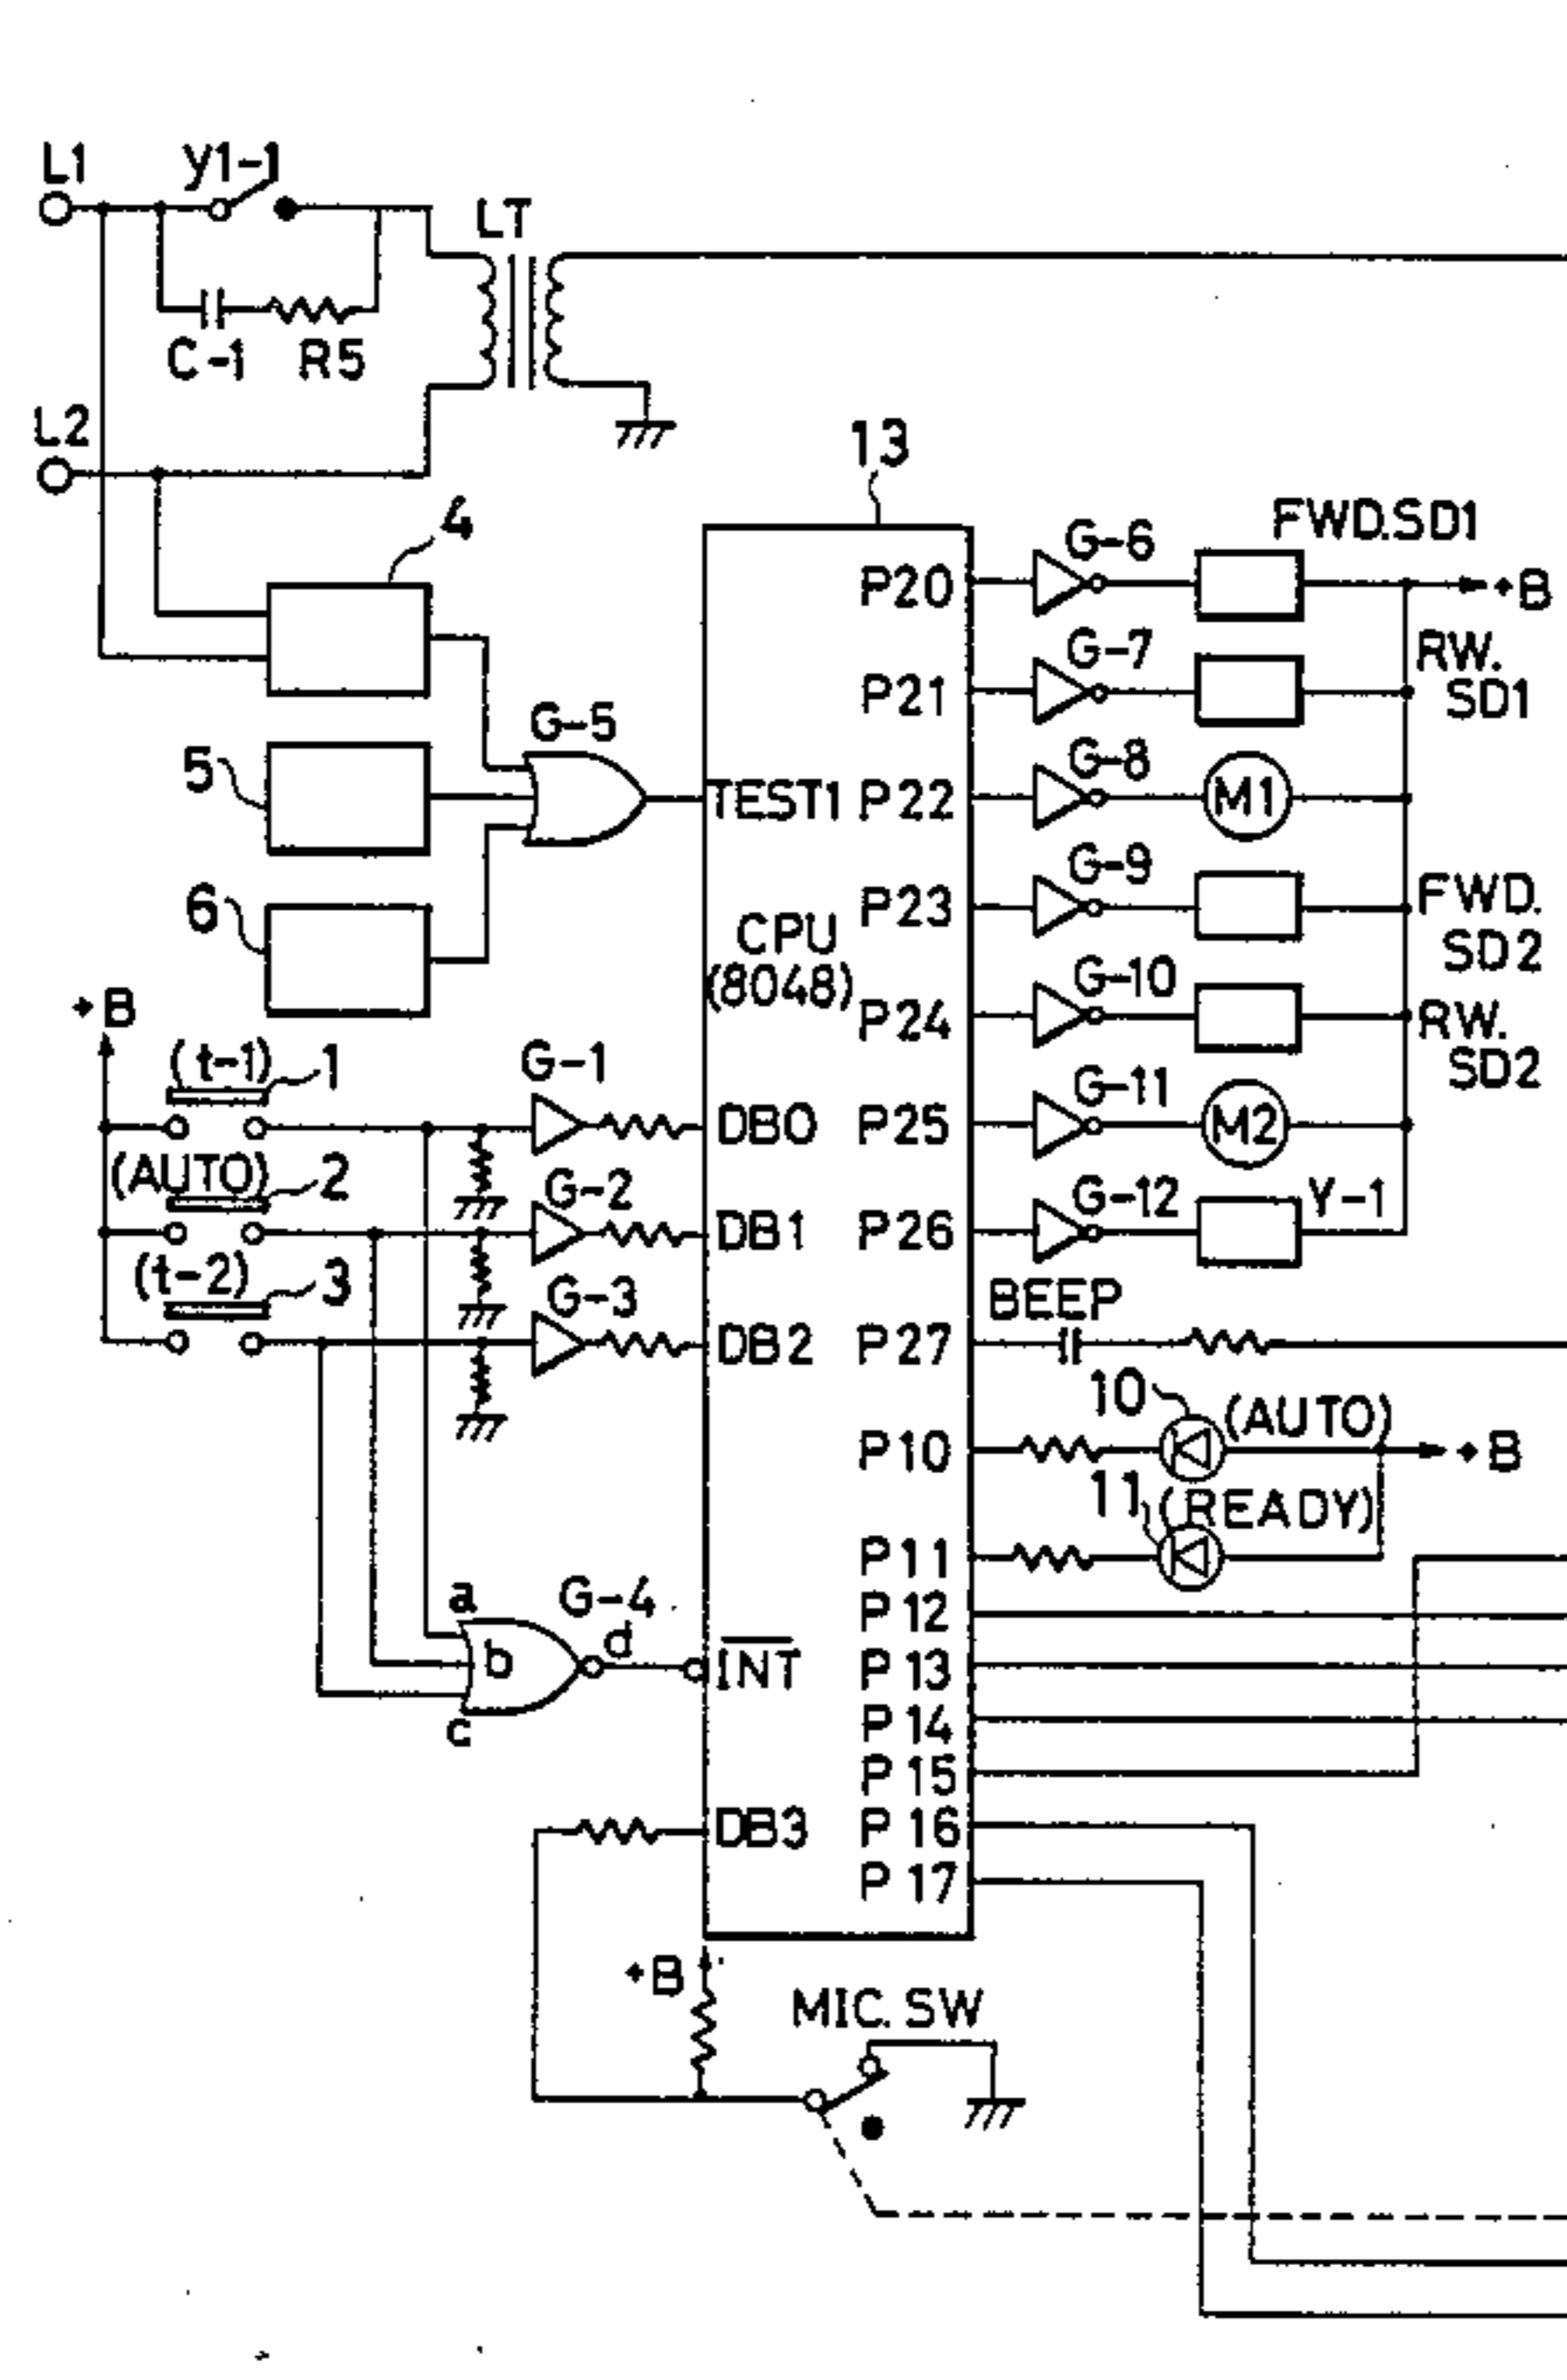 L1
y1-1
LT
C-1
R5
L2
13
4
FWD.SD1
G-6
P20
+B
G-7
RW.
SD1
P21
G-5
5
G-8
TEST1
P22
M1
G-9
6
P23
FWD.
SD2
CPU
(8048)
G-10
P24
RW.
SD2
+B
(t-1)
1
G-1
G-11
DB0
P25
M2
(AUTO)
2
G-2
G-12
Y-1
DB1
P26
(t-2)
3
G-3
BEEP
DB2
P27
10
(AUTO)
P10
+B
11
(READY)
P11
a
G-4
P12
b
d
INT
P13
c
P14
P15
DB3
P16
P17
+B
MIC. SW